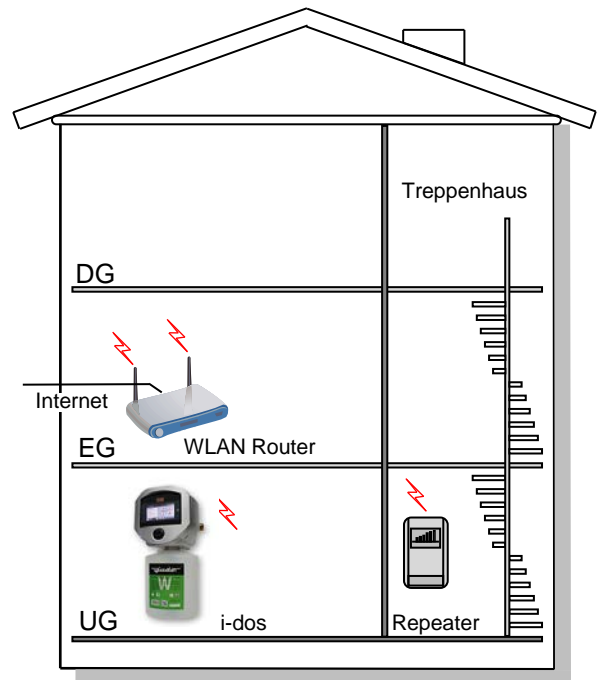 Treppenhaus
DG
Internet
EG
WLAN Router
W
UG
i-dos
Repeater